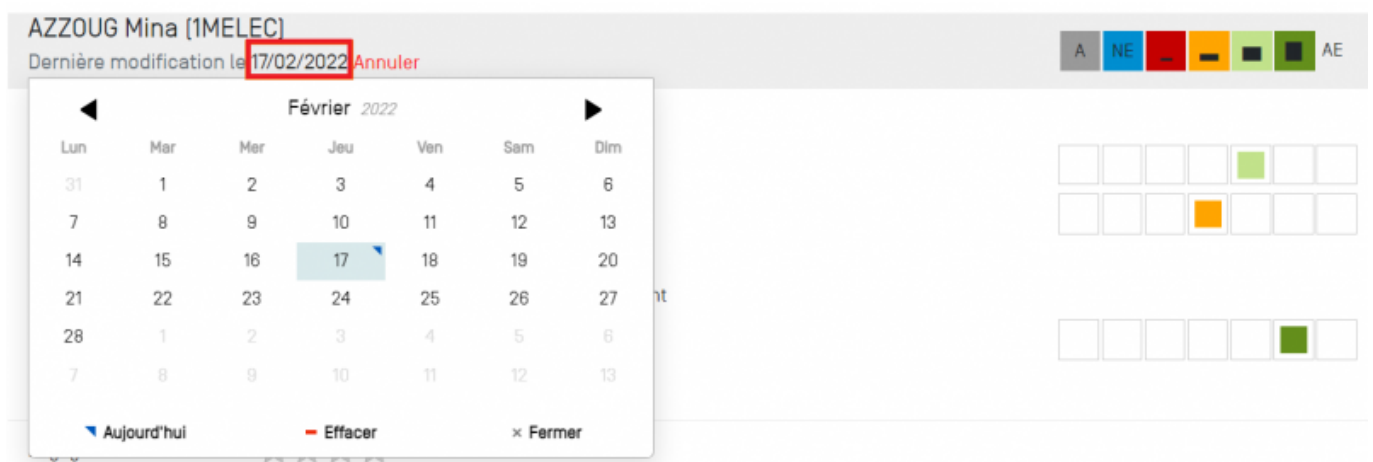 AZZOUG Mina (1MELEC)
Dernière modification le 17/02/2022 Annuler
A NE AE
Février 2022
Lun Mar Mer Jeu Ven Sam Dim
31 1 2 3 4 5 6
7 8 9 10 11 12 13
14 15 16 17 18 19 20
21 22 23 24 25 26 27
nt
28 1 2 3 4 5 6
7 8 9 10 11 12 13
Aujourd'hui Effacer × Fermer